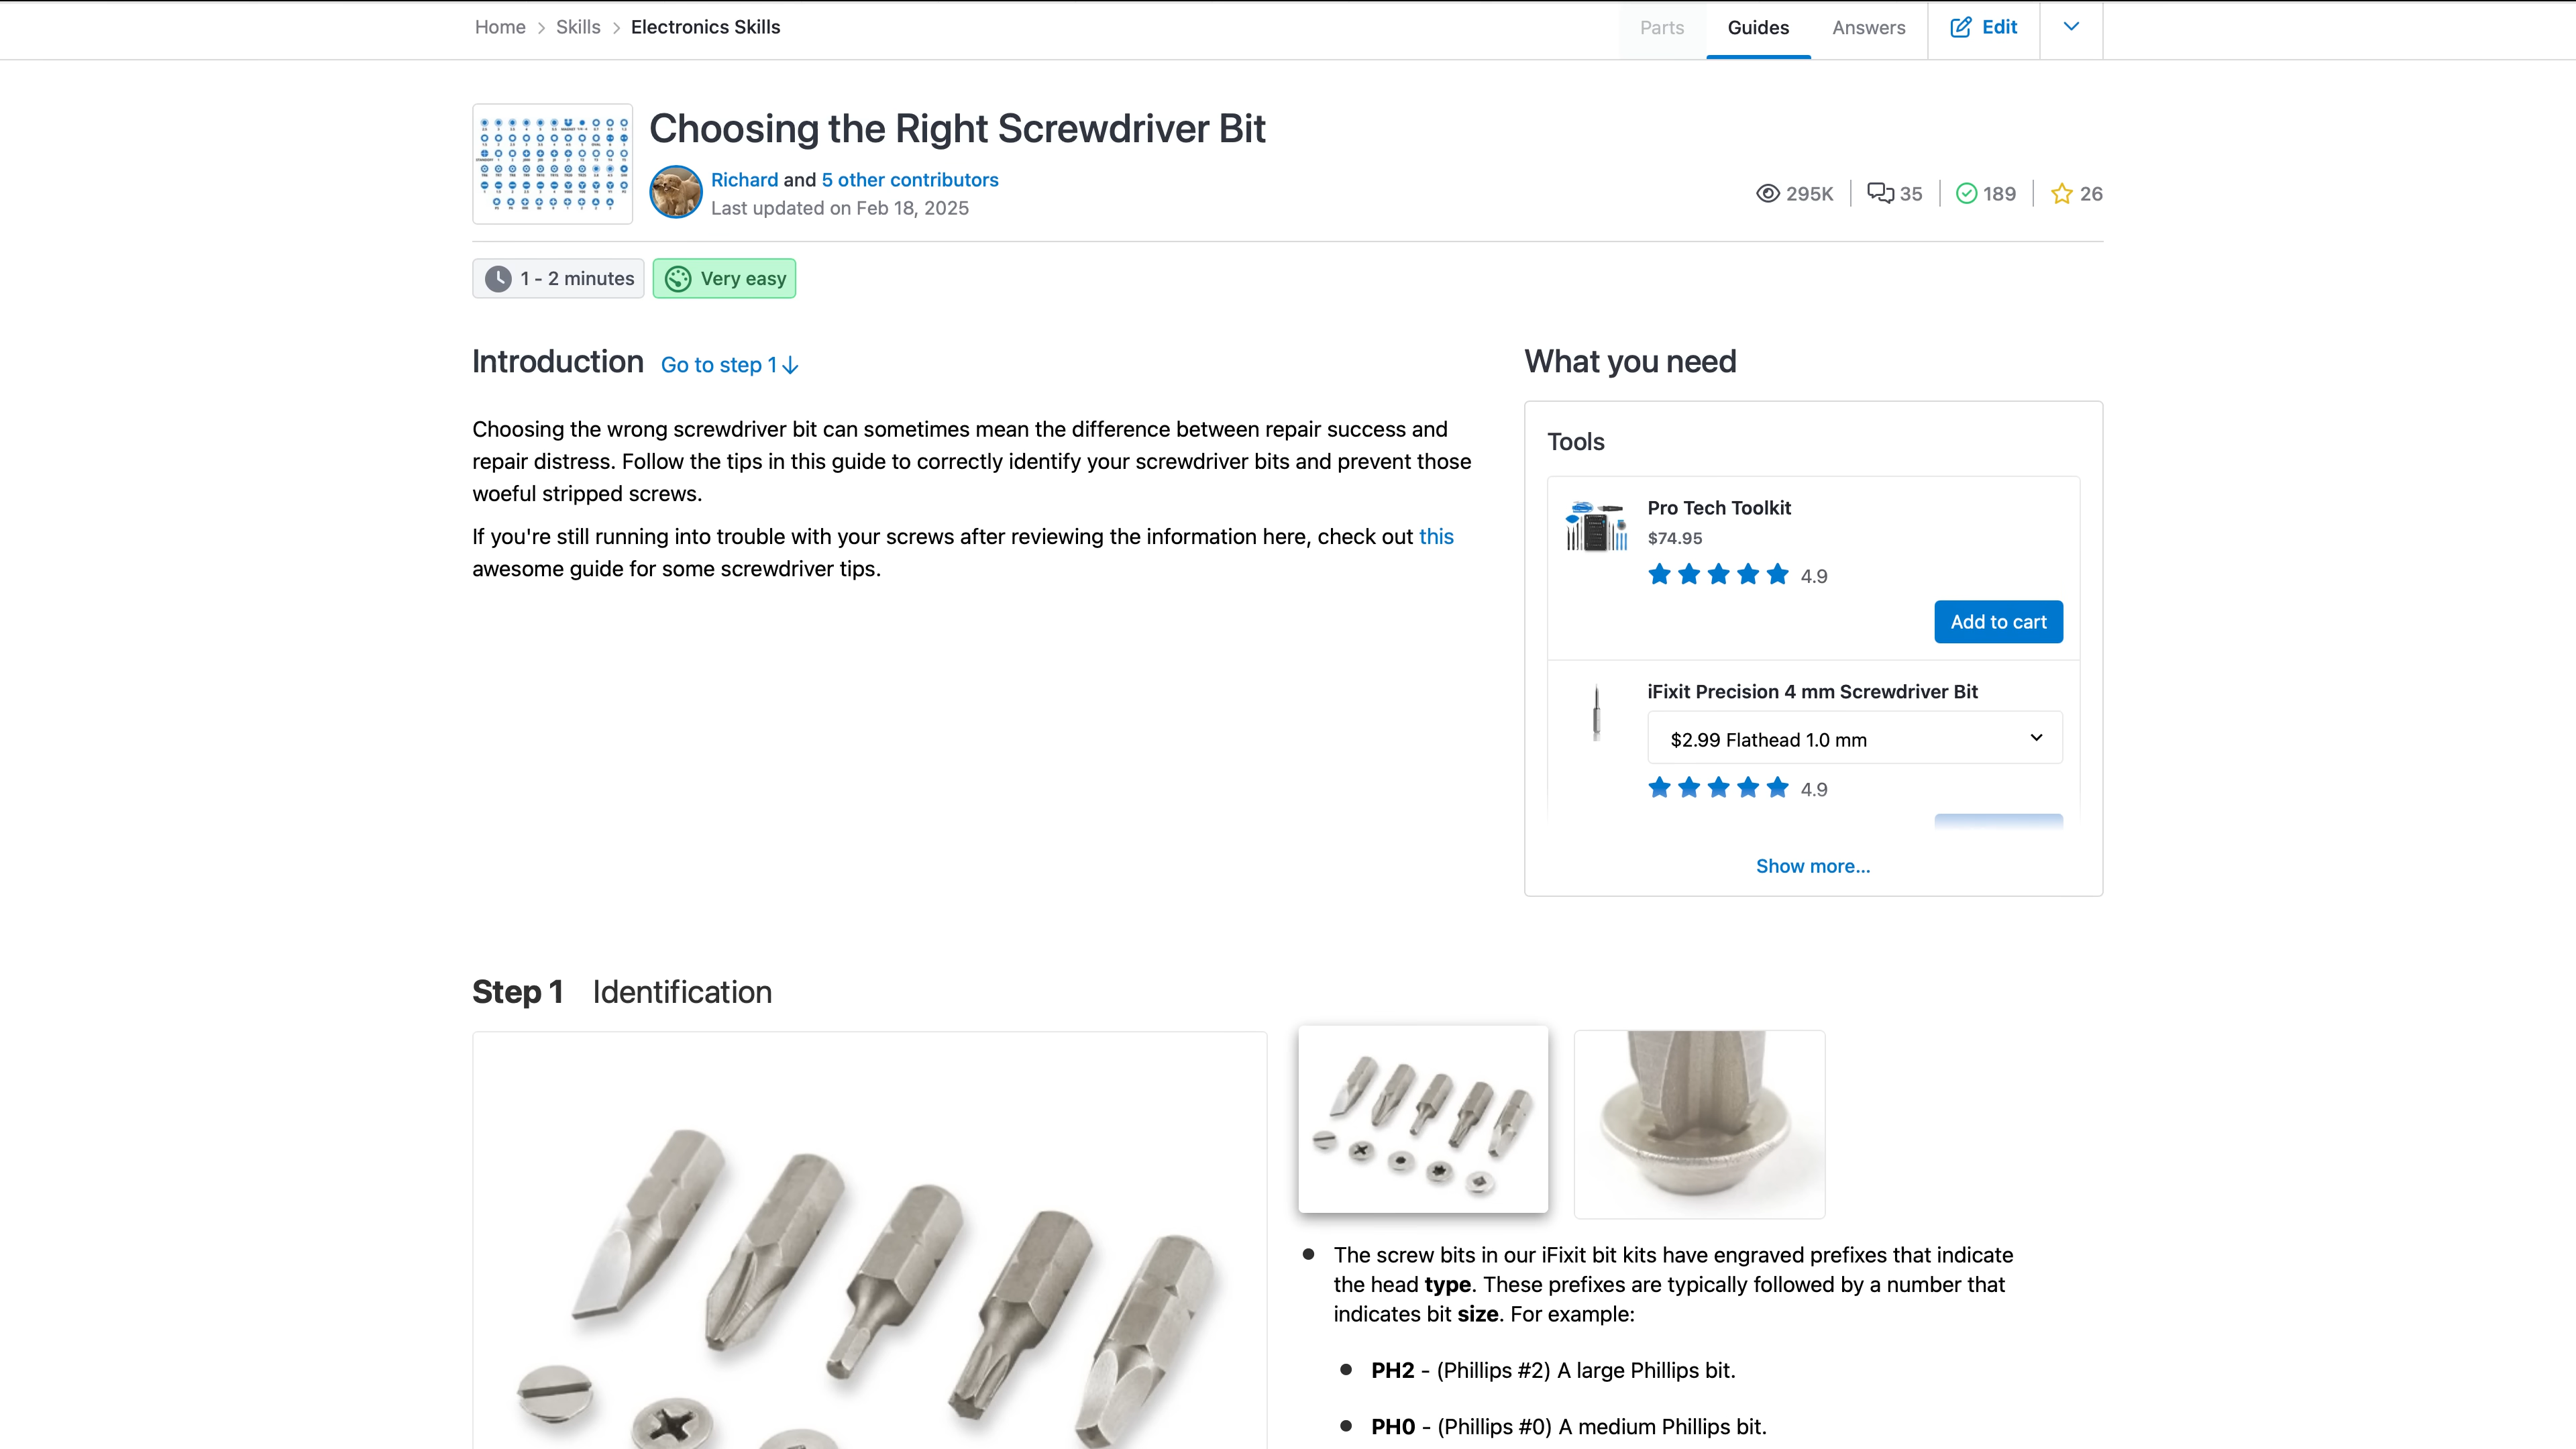 Home > Skills > Electronics Skills
Parts
Guides
Answers
Edit
Choosing the Right Screwdriver Bit
Richard and 5 other contributors
Last updated on Feb 18, 2025
295K
35
189
26
1 - 2 minutes
Very easy
Introduction
Go to step 1
Choosing the wrong screwdriver bit can sometimes mean the difference between repair success and
repair distress. Follow the tips in this guide to correctly identify your screwdriver bits and prevent those
woeful stripped screws.
If you're still running into trouble with your screws after reviewing the information here, check out this
awesome guide for some screwdriver tips.
What you need
Tools
Pro Tech Toolkit
$74.95
4.9
Add to cart
iFixit Precision 4 mm Screwdriver Bit
$2.99 Flathead 1.0 mm
4.9
Show more...
Step 1 Identification
The screw bits in our iFixit bit kits have engraved prefixes that indicate
the head type. These prefixes are typically followed by a number that
indicates bit size. For example:
PH2 - (Phillips #2) A large Phillips bit.
PH0 - (Phillips #0) A medium Phillips bit.